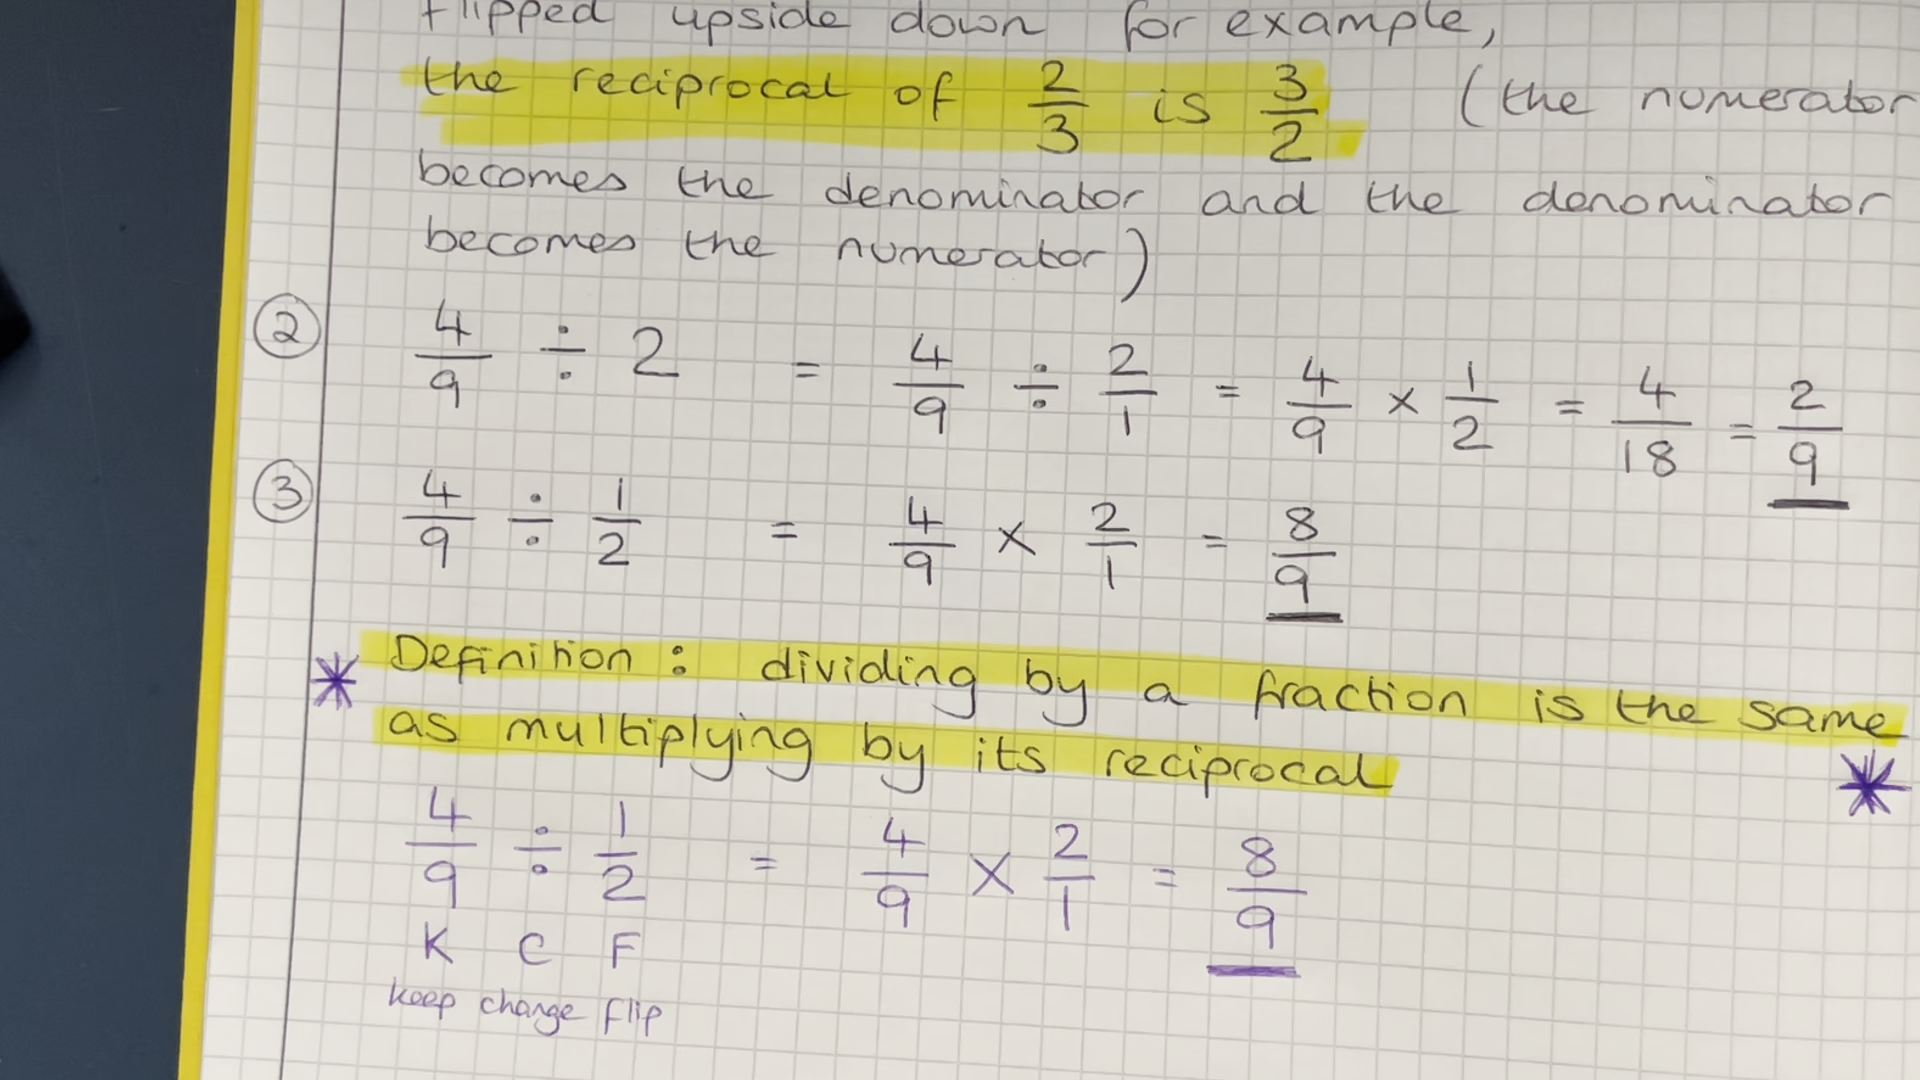 flipped upside down for example,
the reciprocal of 2/3 is 3/2 (the numerator
becomes the denominator and the denominator
becomes the numerator)
② 4/9 ÷ 2 = 4/9 ÷ 2/1 = 4/9 × 1/2 = 4/18 = 2/9
③ 4/9 ÷ 1/2 = 4/9 × 2/1 = 8/9
* Definition : dividing by a fraction is the same
as multiplying by its reciprocal *
4/9 ÷ 1/2 = 4/9 × 2/1 = 8/9
K C F
keep change flip